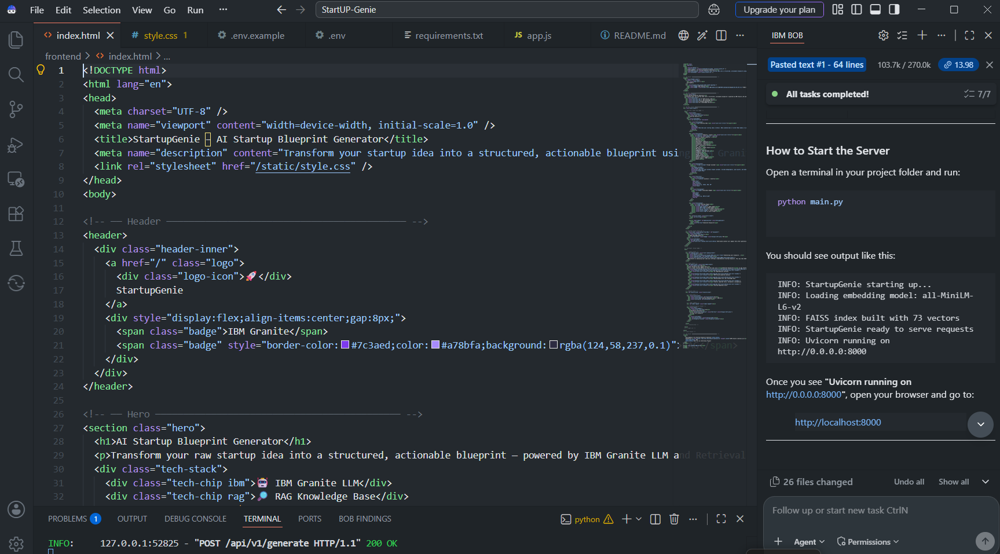 File Edit Selection View Go Run ···
StartUP-Genie
Upgrade your plan
index.html
# style.css 1
.env.example
.env
requirements.txt
JS app.js
README.md
frontend > index.html > ...
1 <!DOCTYPE html>
2 <html lang="en">
3 <head>
4 <meta charset="UTF-8" />
5 <meta name="viewport" content="width=device-width, initial-scale=1.0" />
6 <title>StartupGenie – AI Startup Blueprint Generator</title>
7 <meta name="description" content="Transform your startup idea into a structured, actionable blueprint using
8 <link rel="stylesheet" href="/static/style.css" />
9 </head>
10 <body>
11
12 <!-- — Header ———————————————— -->
13 <header>
14 <div class="header-inner">
15 <a href="/" class="logo">
16 <div class="logo-icon">🚀</div>
17 StartupGenie
18 </a>
19 <div style="display:flex;align-items:center;gap:8px;">
20 <span class="badge">IBM Granite</span>
21 <span class="badge" style="border-color:#7c3aed;color:#a78bfa;background:rgba(124,58,237,0.1)"
22 </div>
23 </div>
24 </header>
25
26 <!-- — Hero ———————————————— -->
27 <section class="hero">
28 <h1>AI Startup Blueprint Generator</h1>
29 <p>Transform your raw startup idea into a structured, actionable blueprint — powered by IBM Granite LLM and Retrieval
30 <div class="tech-stack">
31 <div class="tech-chip ibm">🤖 IBM Granite LLM</div>
32 <div class="tech-chip rag">🔎 RAG Knowledge Base</div>
PROBLEMS 1 OUTPUT DEBUG CONSOLE TERMINAL PORTS BOB FINDINGS
python
INFO: 127.0.0.1:52825 - "POST /api/v1/generate HTTP/1.1" 200 OK
IBM BOB
Pasted text #1 - 64 lines 103.7k / 270.0k 13.98
All tasks completed! 7/7
How to Start the Server
Open a terminal in your project folder and run:
python main.py
You should see output like this:
INFO: StartupGenie starting up...
INFO: Loading embedding model: all-MiniLM-
L6-v2
INFO: FAISS index built with 73 vectors
INFO: StartupGenie ready to serve requests
INFO: Uvicorn running on
http://0.0.0.0:8000
Once you see "Uvicorn running on
http://0.0.0.0:8000", open your browser and go to:
http://localhost:8000
26 files changed Undo all Show all
Follow up or start new task CtrlN
Agent Permissions